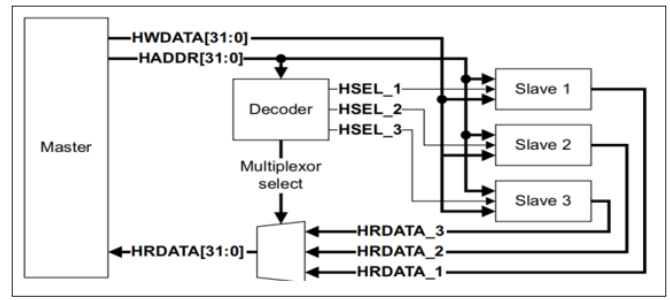 HWDATA[31:0]
HADDR[31:0]
Master
Decoder
HSEL_1
HSEL_2
HSEL_3
Slave 1
Slave 2
Slave 3
Multiplexor
select
HRDATA_3
HRDATA[31:0]
HRDATA_2
HRDATA_1